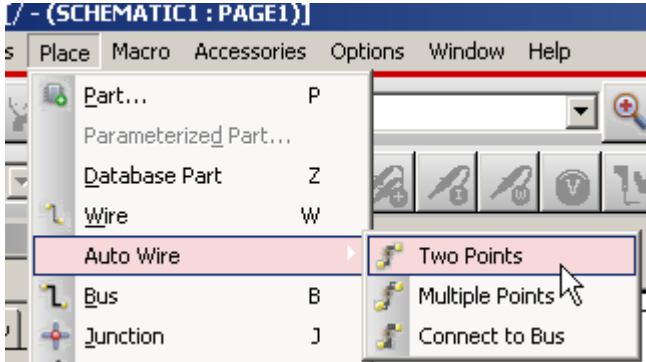 [/ - (SCHEMATIC1 : PAGE1)]
s Place Macro Accessories Options Window Help
Part... P
Parameterized Part...
Database Part Z
Wire W
Auto Wire
Two Points
Bus B
Multiple Points
Junction J
Connect to Bus